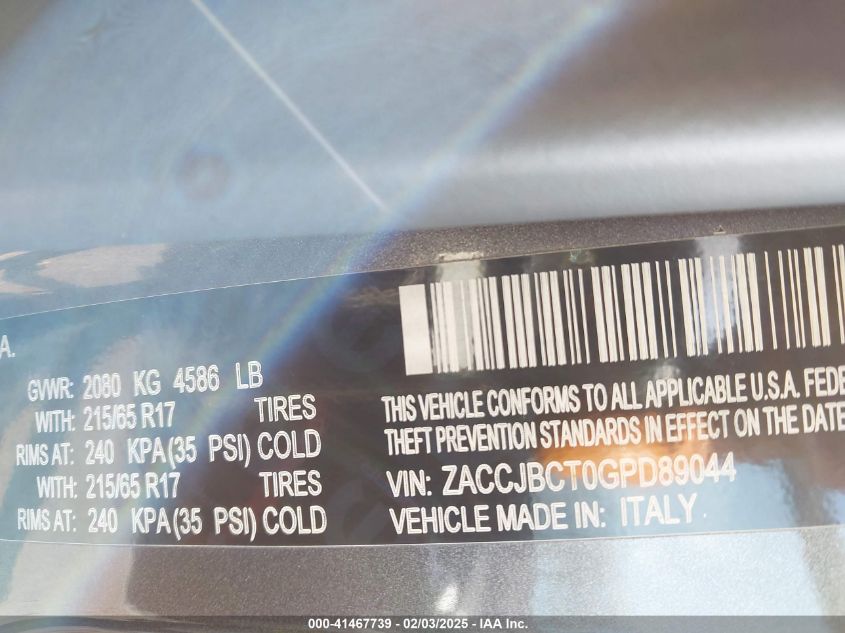 A.
GVWR: 2080 KG 4586 LB
WITH: 215/65 R17 TIRES
RIMS AT: 240 KPA (35 PSI) COLD
WITH: 215/65 R17 TIRES
RIMS AT: 240 KPA (35 PSI) COLD
THIS VEHICLE CONFORMS TO ALL APPLICABLE U.S.A. FEDE
THEFT PREVENTION STANDARDS IN EFFECT ON THE DATE
VIN: ZACCJBCT0GPD89044
VEHICLE MADE IN: ITALY
000-41467739 - 02/03/2025 - IAA Inc.